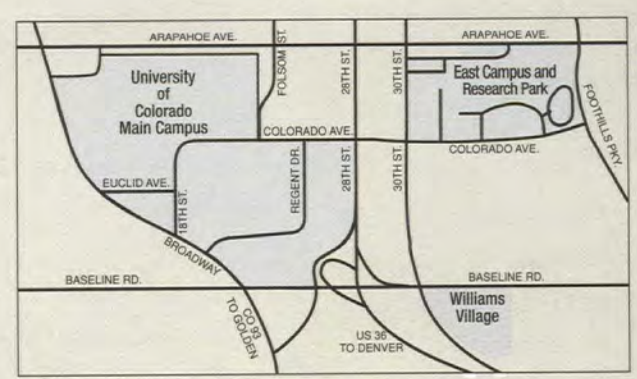 ARAPAHOE AVE.
ARAPAHOE AVE.
FOLSOM ST.
28TH ST.
30TH ST.
University
of
Colorado
Main Campus
East Campus and
Research Park
FOOTHILLS PKY.
COLORADO AVE.
COLORADO AVE.
EUCLID AVE.
18TH ST.
REGENT DR.
28TH ST.
30TH ST.
BROADWAY
BASELINE RD.
BASELINE RD.
Williams
Village
CO 93
TO GOLDEN
US 36
TO DENVER